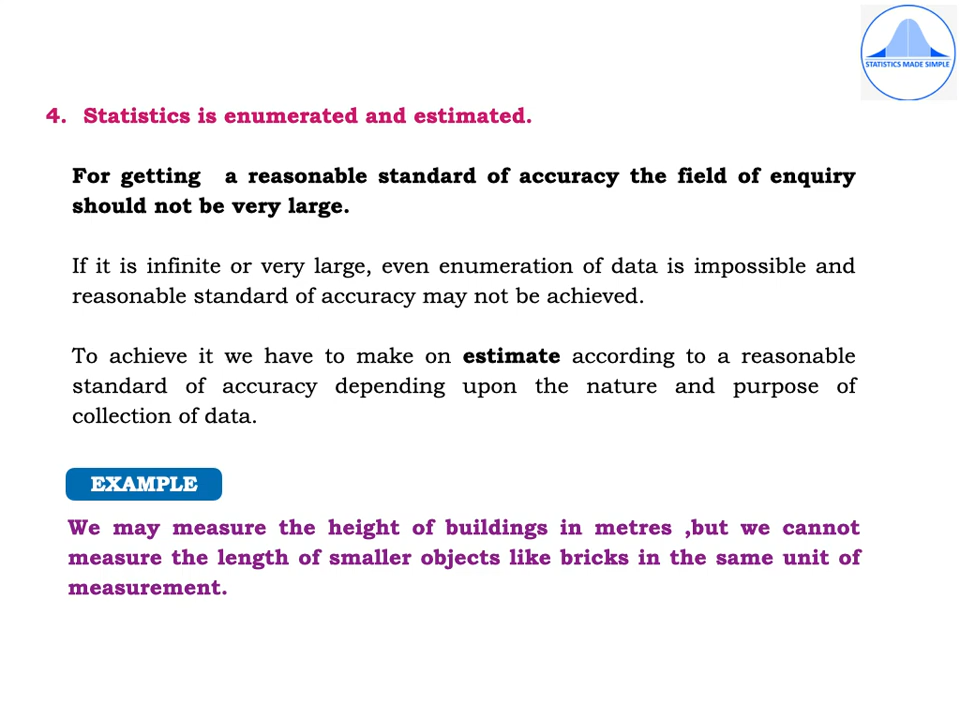 STATISTICS MADE SIMPLE
4. Statistics is enumerated and estimated.
For getting a reasonable standard of accuracy the field of enquiry
should not be very large.
If it is infinite or very large, even enumeration of data is impossible and
reasonable standard of accuracy may not be achieved.
To achieve it we have to make on estimate according to a reasonable
standard of accuracy depending upon the nature and purpose of
collection of data.
EXAMPLE
We may measure the height of buildings in metres ,but we cannot
measure the length of smaller objects like bricks in the same unit of
measurement.